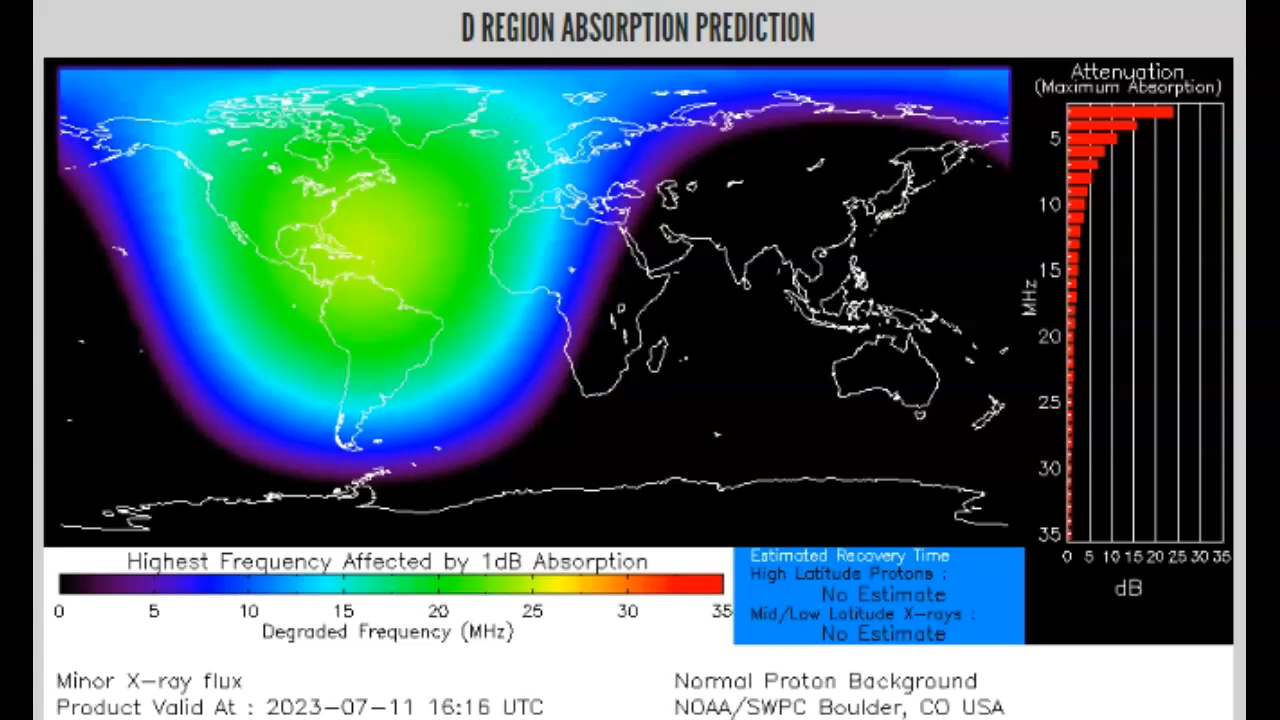 D REGION ABSORPTION PREDICTION
Attenuation
(Maximum Absorption)
5
10
15
20
25
30
35
MHz
0 5 10 15 20 25 30 35
dB
Highest Frequency Affected by 1dB Absorption
0 5 10 15 20 25 30 35
Degraded Frequency (MHz)
Estimated Recovery Time
High Latitude Protons :
No Estimate
Mid/Low Latitude X-rays :
No Estimate
Minor X-ray flux
Product Valid At : 2023-07-11 16:16 UTC
Normal Proton Background
NOAA/SWPC Boulder, CO USA